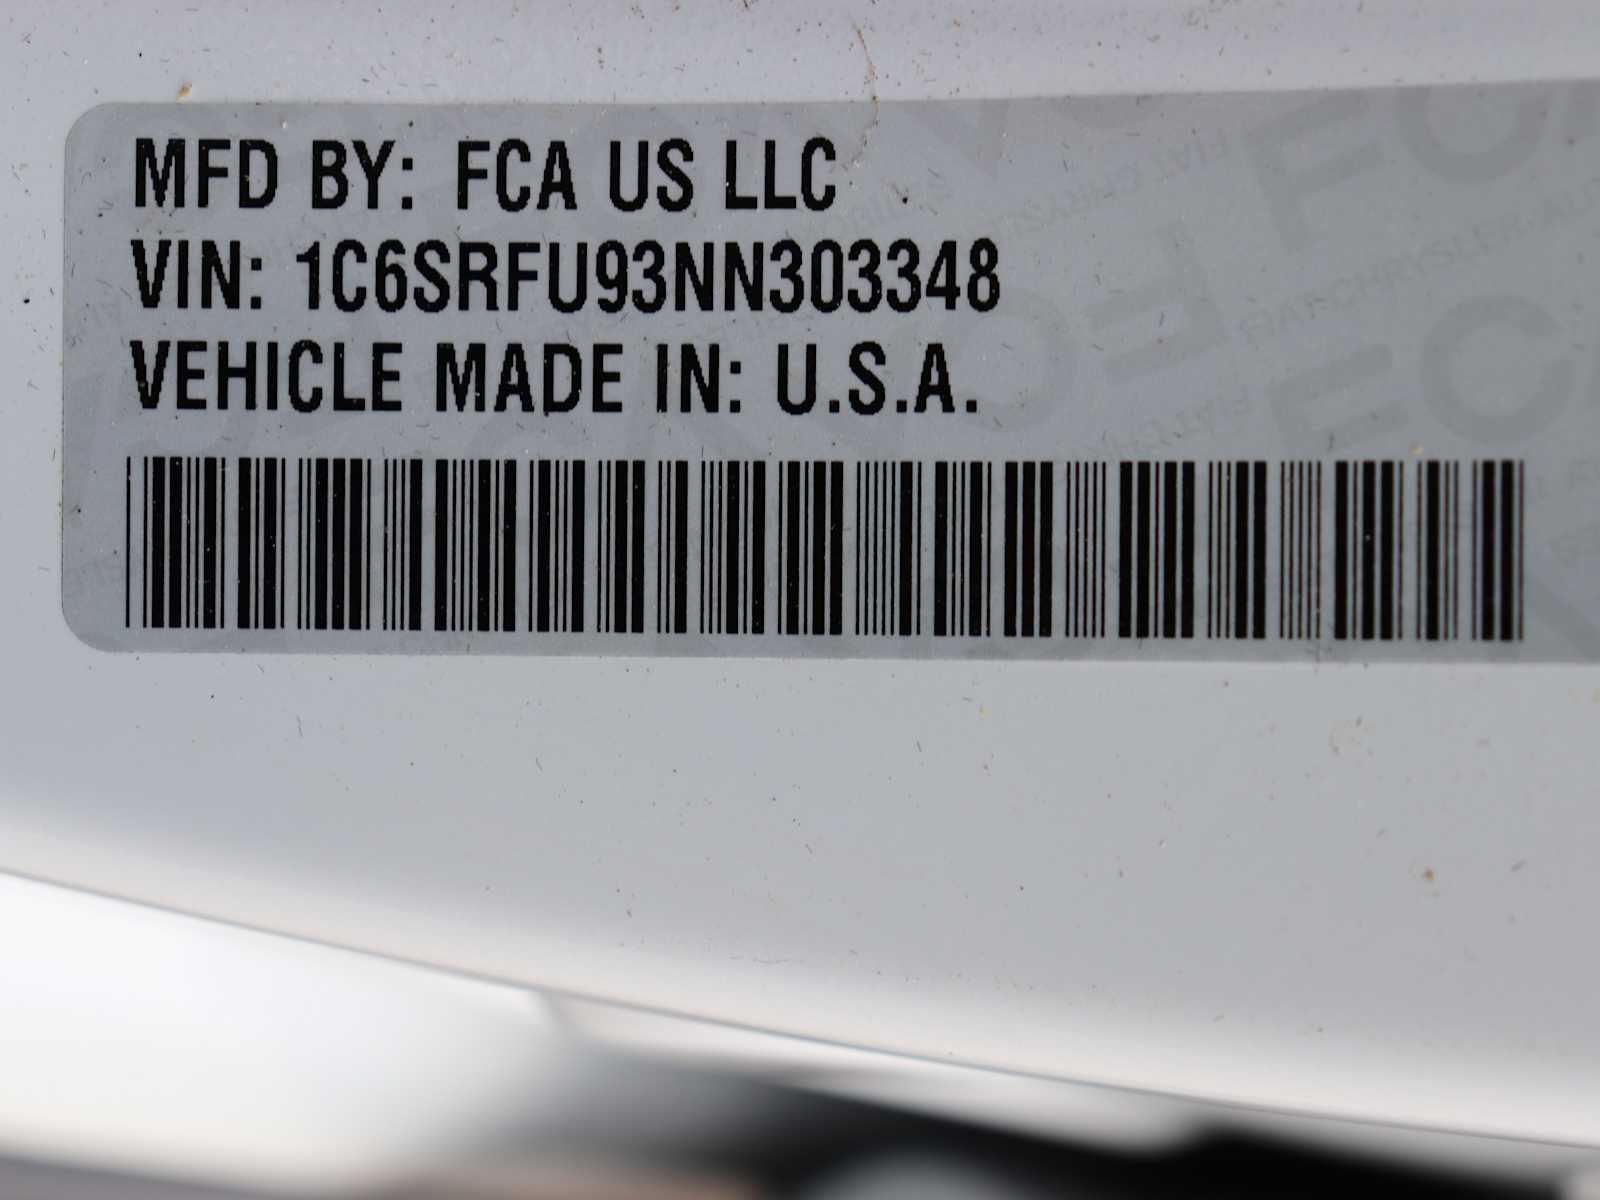 MFD BY: FCA US LLC
VIN: 1C6SRFU93NN303348
VEHICLE MADE IN: U.S.A.